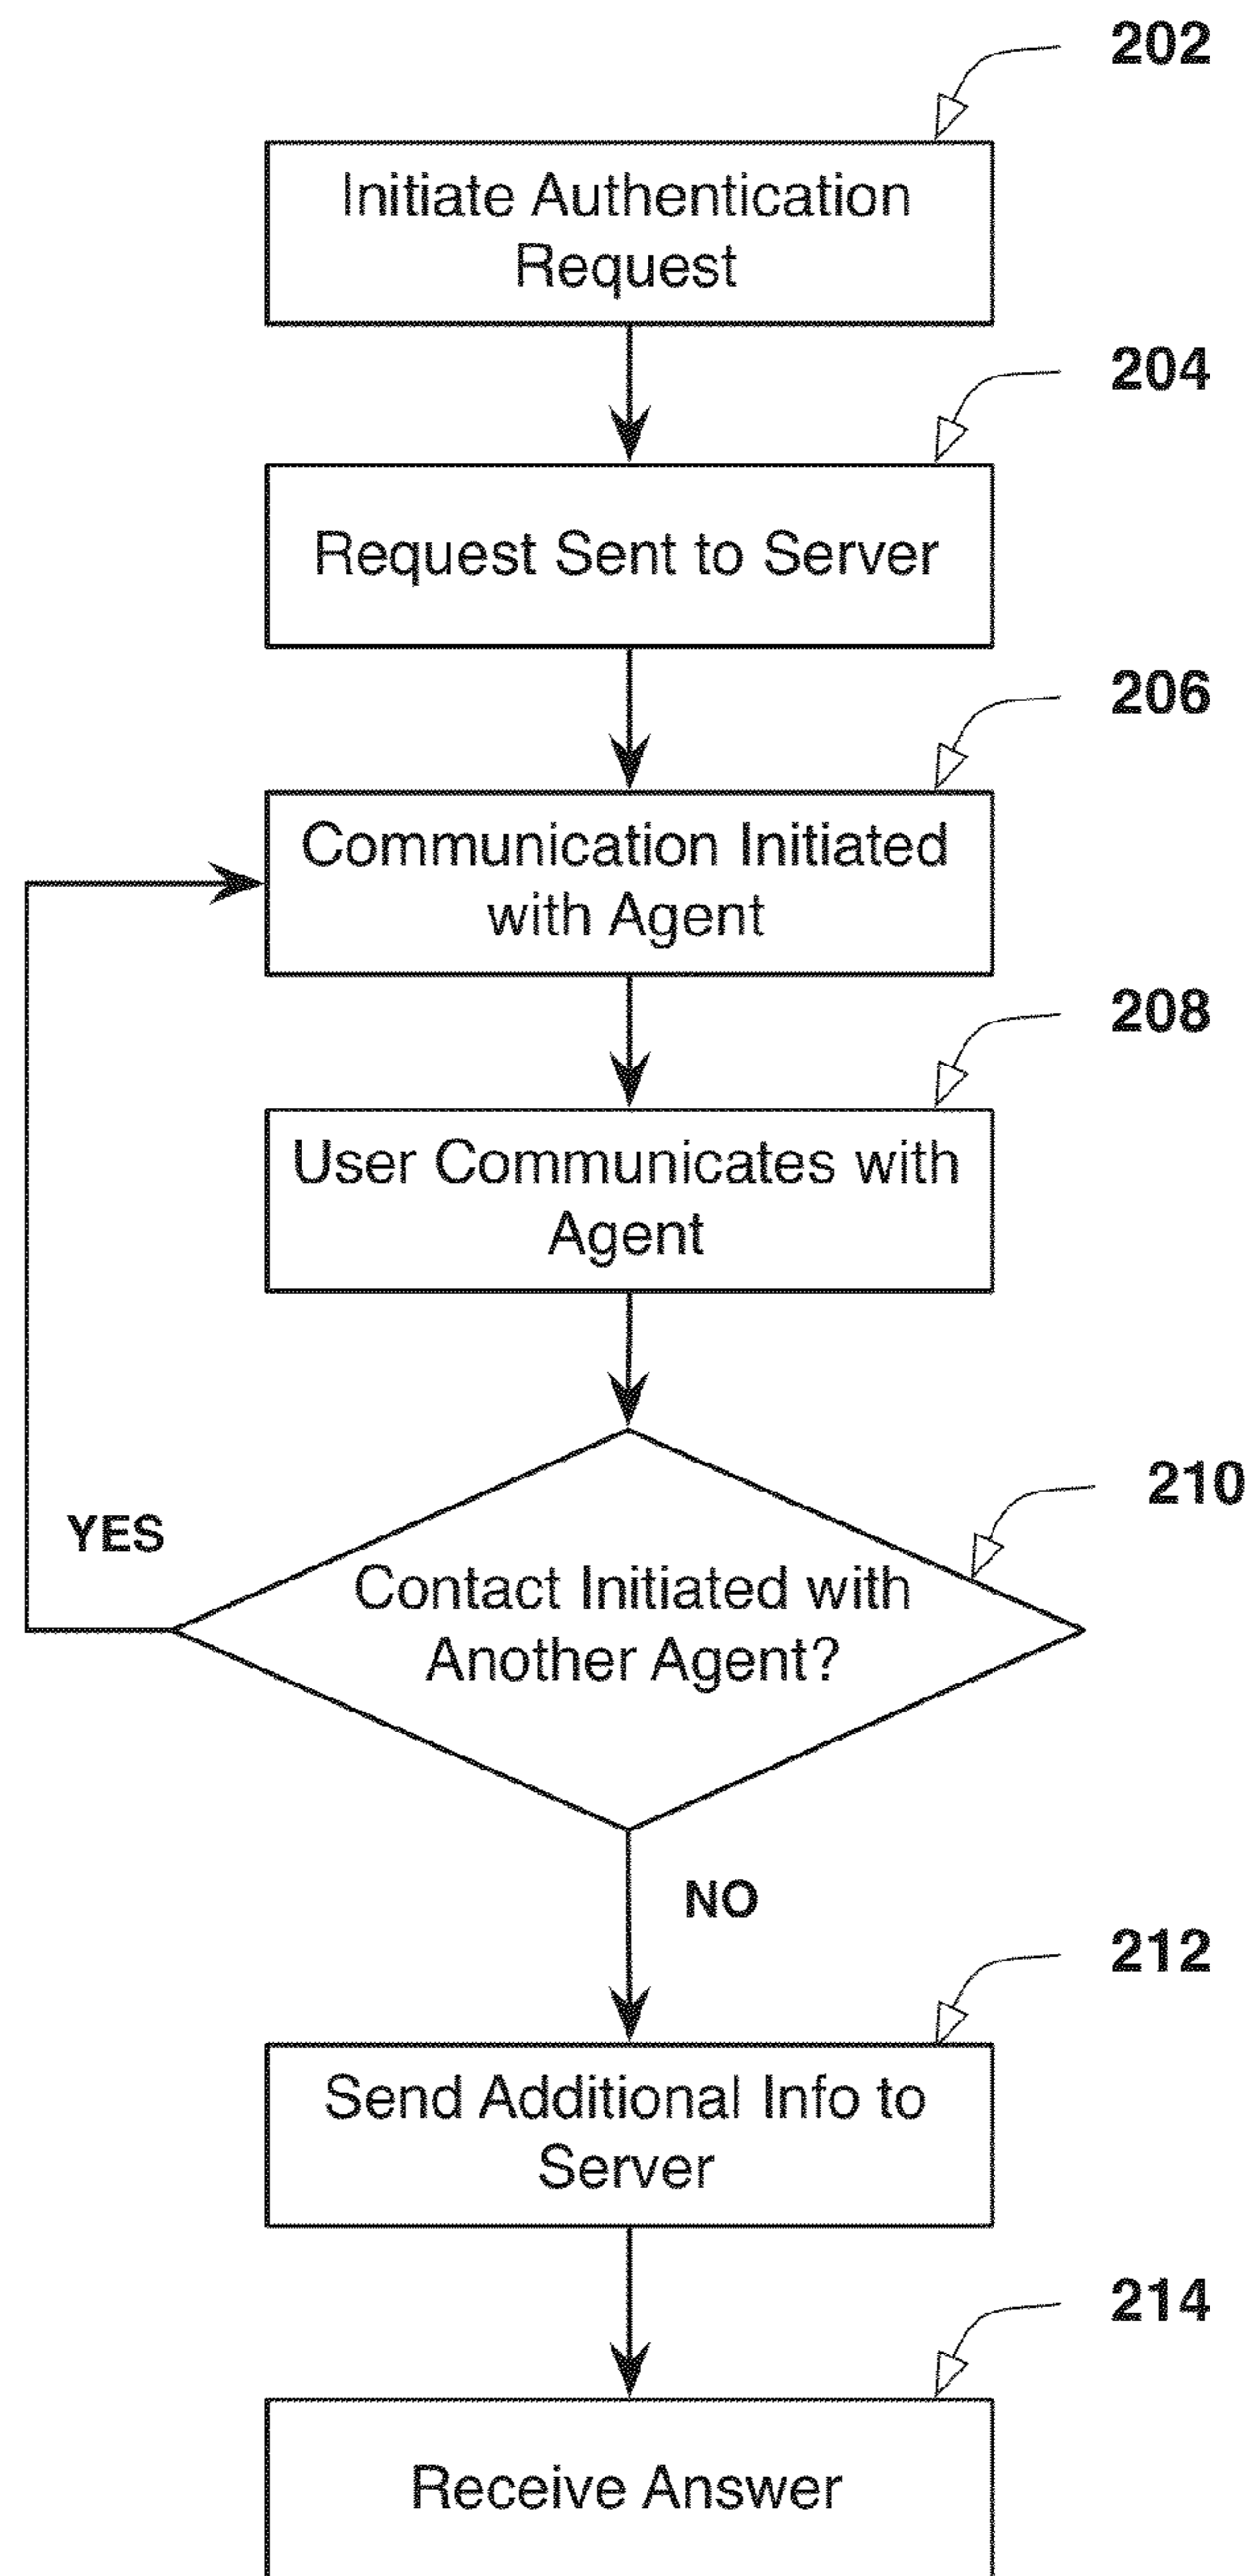 202
Initiate Authentication
Request
204
Request Sent to Server
206
Communication Initiated
with Agent
208
User Communicates with
Agent
210
YES
Contact Initiated with
Another Agent?
NO
212
Send Additional Info to
Server
214
Receive Answer